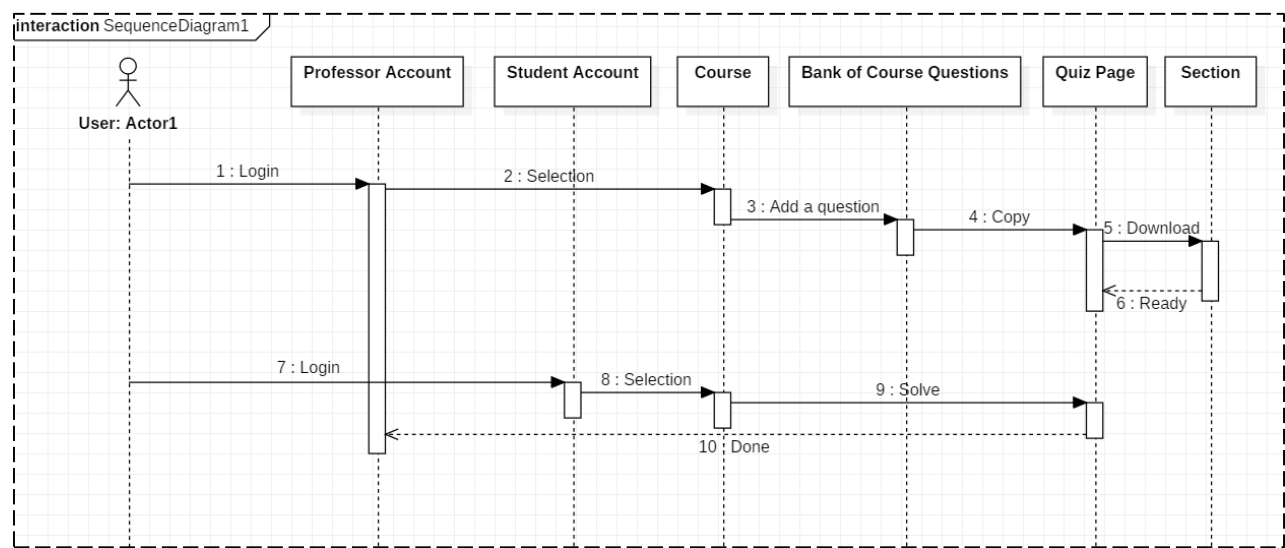 interaction SequenceDiagram1
Professor Account
Student Account
Course
Bank of Course Questions
Quiz Page
Section
User: Actor1
1 : Login
2 : Selection
3 : Add a question
4 : Copy
5 : Download
6 : Ready
7 : Login
8 : Selection
9 : Solve
10 : Done